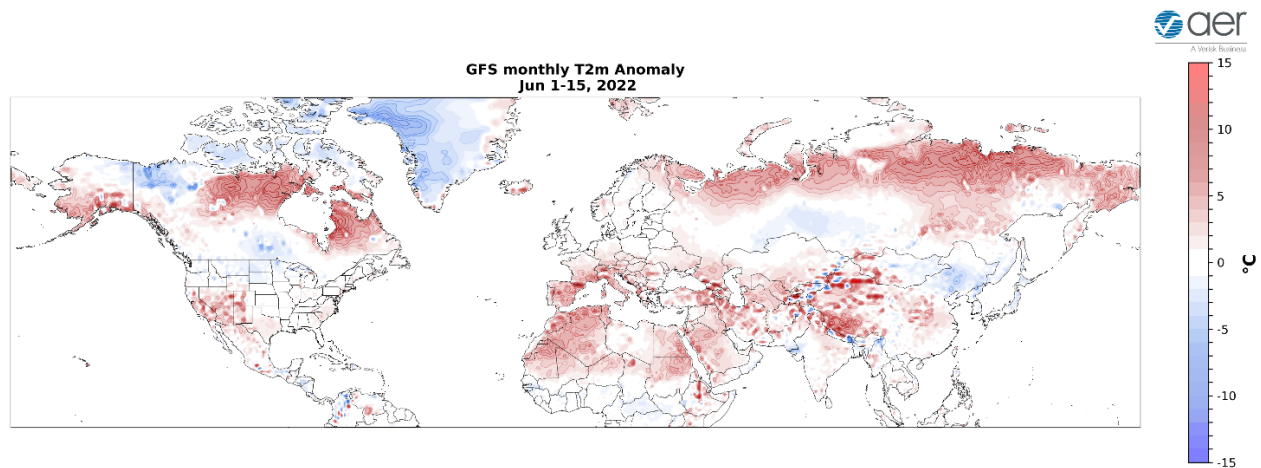 aer
A Verisk Business
GFS monthly T2m Anomaly
Jun 1-15, 2022
15
10
5
0
-5
-10
-15
°C